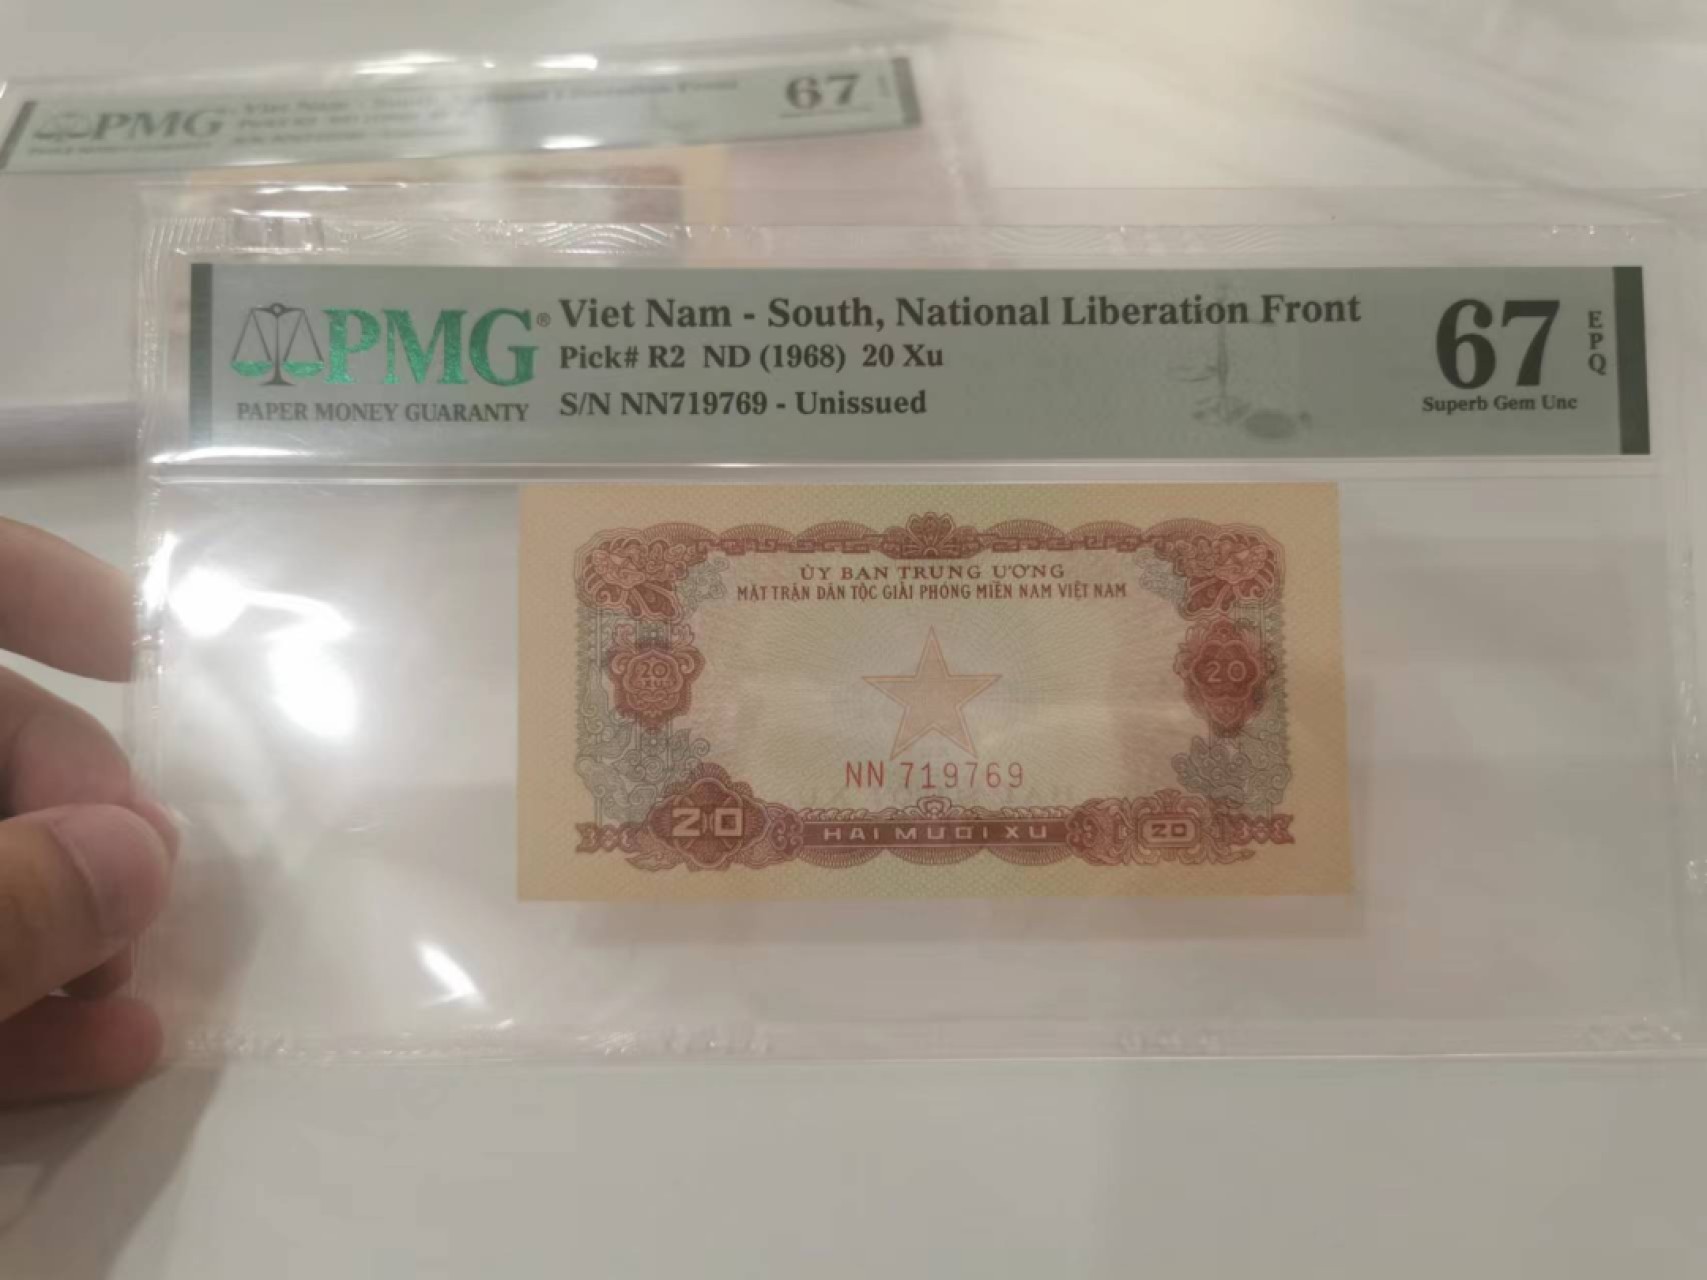 PMG 67
PMG® Viet Nam - South, National Liberation Front
Pick# R2 ND (1968) 20 Xu
PAPER MONEY GUARANTY S/N NN719769 - Unissued
67 EPQ
Superb Gem Unc
ỦY BAN TRUNG ƯƠNG
MẶT TRẬN DÂN TỘC GIẢI PHÓNG MIỀN NAM VIỆT NAM
20 XU
20
NN 719769
20 HAI MƯƠI XU 20